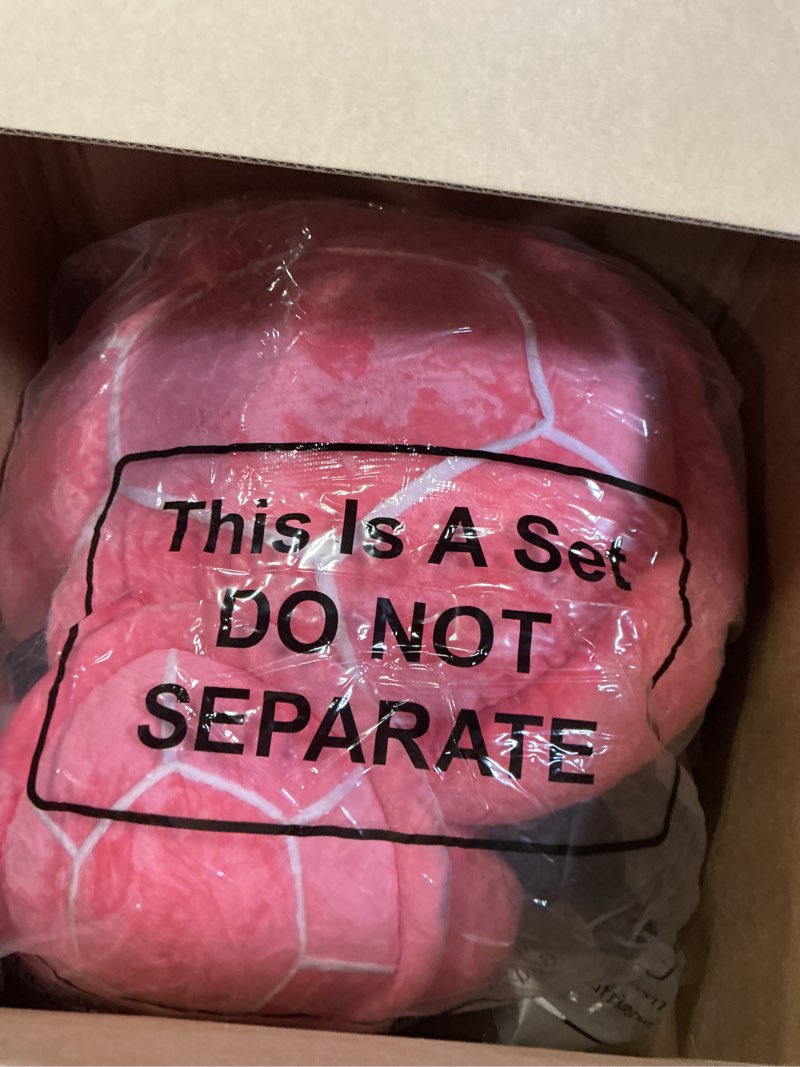 This Is A Set
DO NOT
SEPARATE